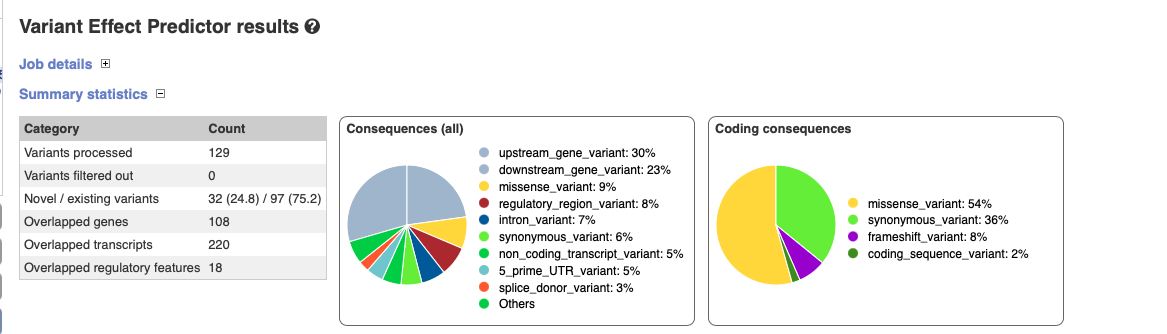 Variant Effect Predictor results ?
Job details +
Summary statistics −
Category Count
Variants processed 129
Variants filtered out 0
Novel / existing variants 32 (24.8) / 97 (75.2)
Overlapped genes 108
Overlapped transcripts 220
Overlapped regulatory features 18
Consequences (all)
upstream_gene_variant: 30%
downstream_gene_variant: 23%
missense_variant: 9%
regulatory_region_variant: 8%
intron_variant: 7%
synonymous_variant: 6%
non_coding_transcript_variant: 5%
5_prime_UTR_variant: 5%
splice_donor_variant: 3%
Others
Coding consequences
missense_variant: 54%
synonymous_variant: 36%
frameshift_variant: 8%
coding_sequence_variant: 2%